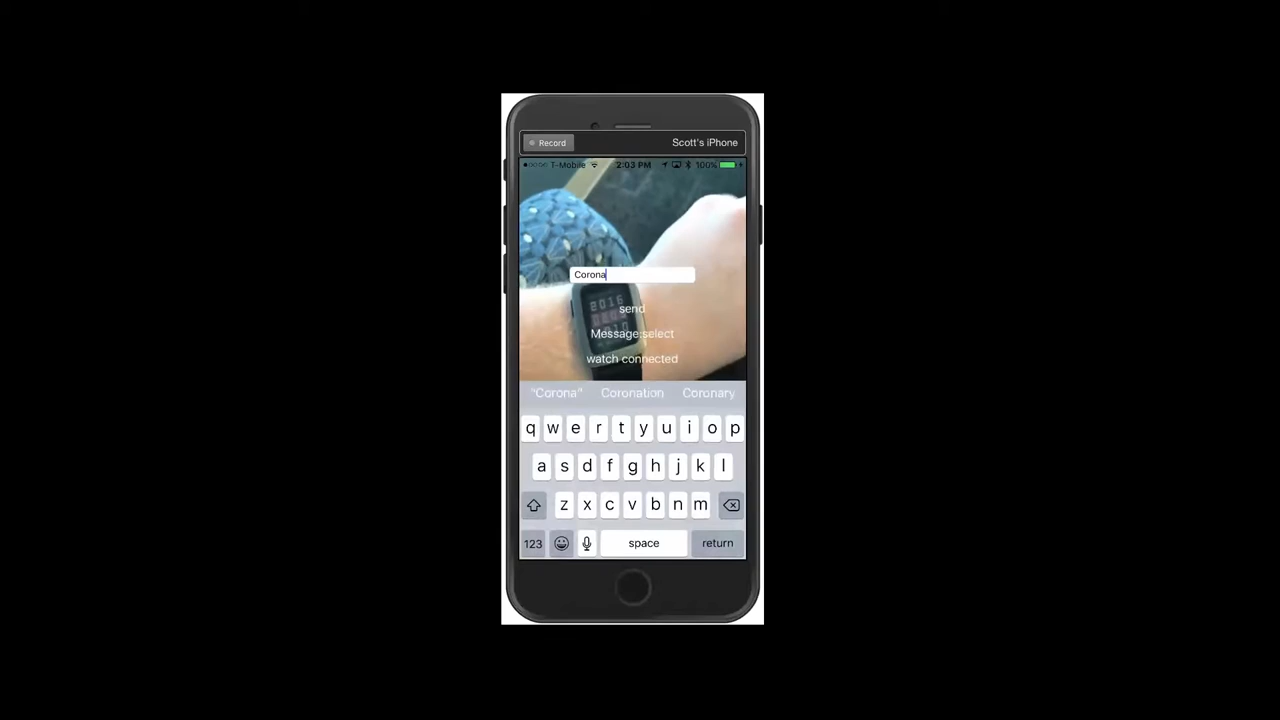 Record Scott's iPhone
T-Mobile 2:03 PM 100%
Corona
2015
send
Message:select
watch connected
"Corona" Coronation Coronary
q w e r t y u i o p
a s d f g h j k l
z x c v b n m
123 space return